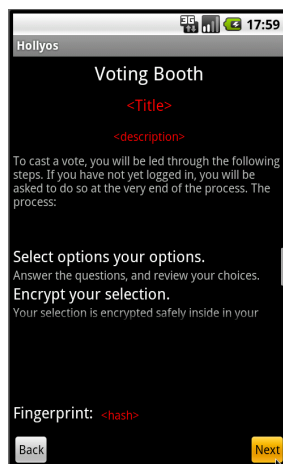 3G 17:59
Hollyos
Voting Booth
<Title>
<description>
To cast a vote, you will be led through the following
steps. If you have not yet logged in, you will be
asked to do so at the very end of the process. The
process:
Select options your options.
Answer the questions, and review your choices.
Encrypt your selection.
Your selection is encrypted safely inside in your
Fingerprint: <hash>
Back Next